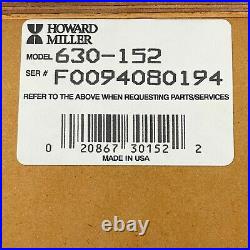 HOWARD
MILLER
MODEL 630-152
SER # F0094080194
REFER TO THE ABOVE WHEN REQUESTING PARTS/SERVICES
0 20867 30152 2
MADE IN USA